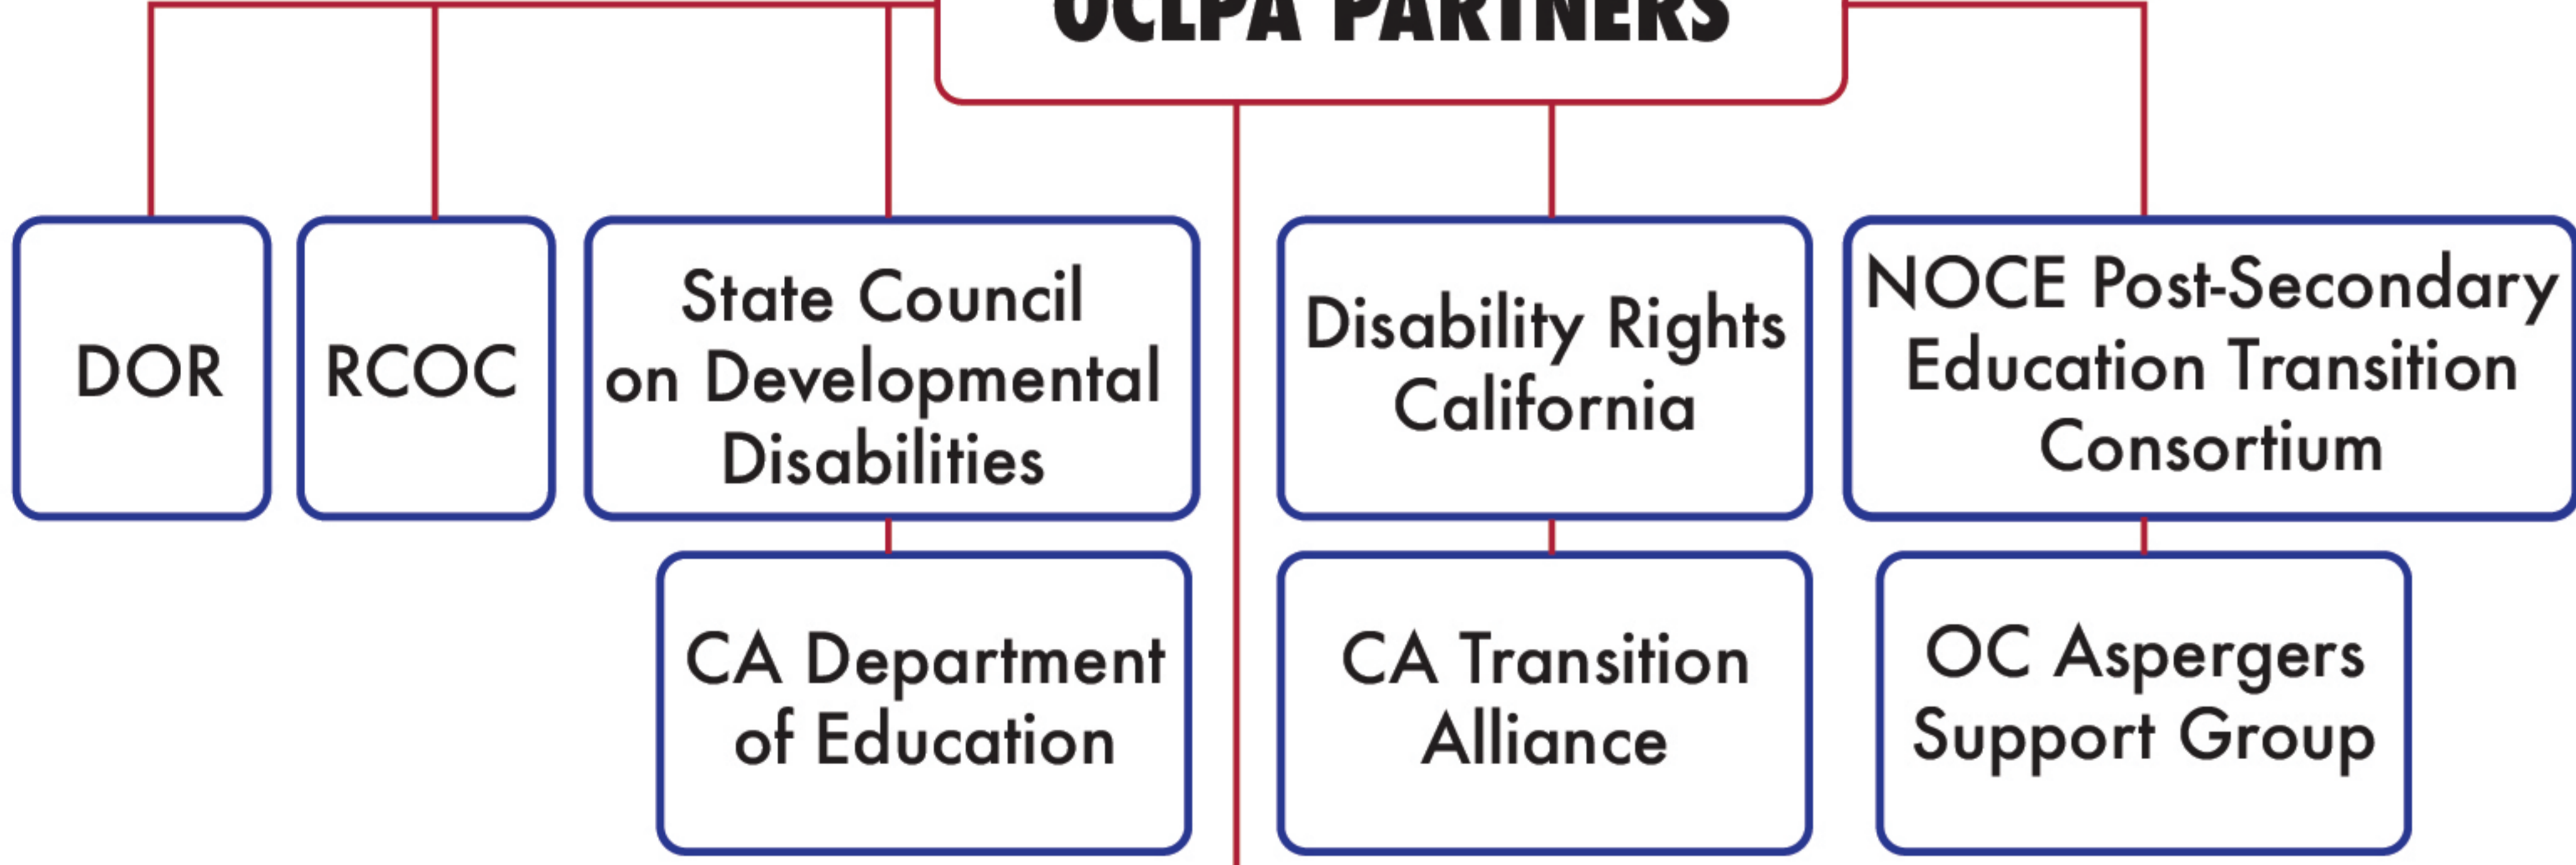 OCLPA PARTNERS
DOR
RCOC
State Council
on Developmental
Disabilities
Disability Rights
California
NOCE Post-Secondary
Education Transition
Consortium
CA Department
of Education
CA Transition
Alliance
OC Aspergers
Support Group